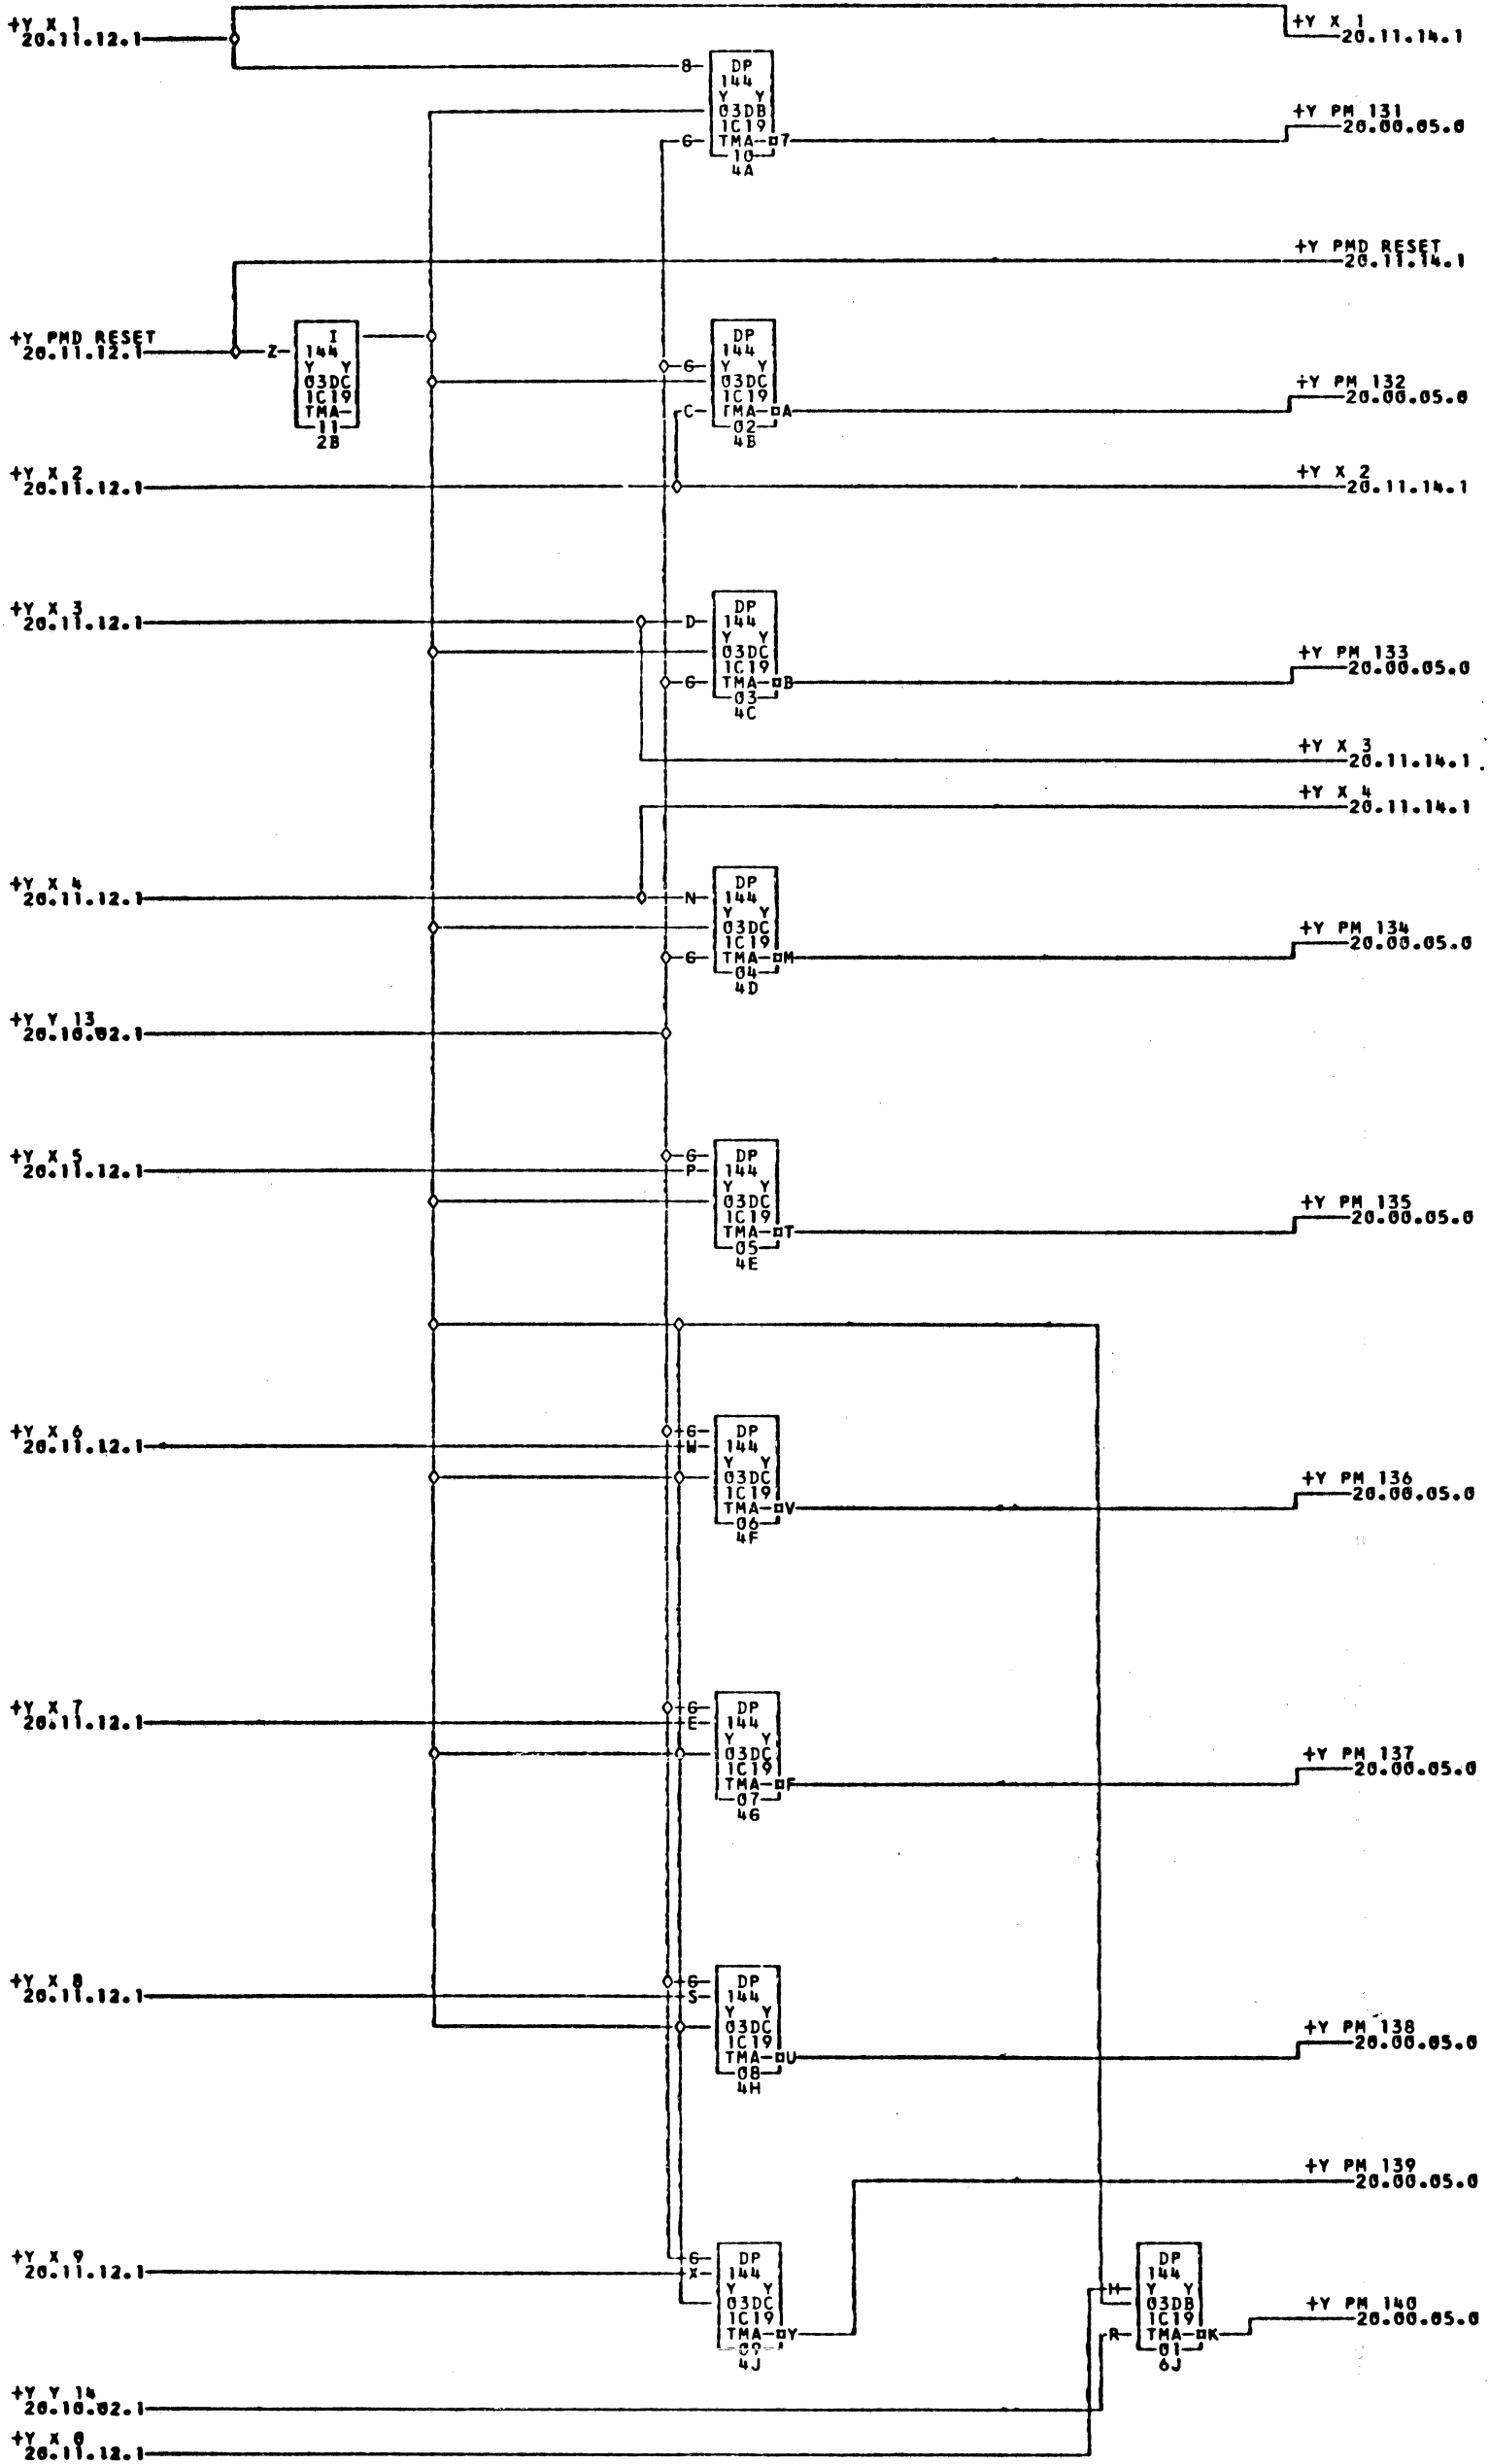 +Y X 1
20.11.12.1
+Y X 1
20.11.14.1
8
DP
144
Y Y
03DB
1C19
6 TMA 7
10
4A
+Y PM 131
20.00.05.0
+Y PMD RESET
20.11.14.1
+Y PMD RESET
20.11.12.1
Z
I
144
Y Y
03DC
1C19
TMA
11
2B
DP
144
6 Y Y
03DC
1C19
C TMA A
02
4B
+Y PM 132
20.00.05.0
+Y X 2
20.11.12.1
+Y X 2
20.11.14.1
+Y X 3
20.11.12.1
DP
D 144
Y Y
03DC
1C19
6 TMA B
03
4C
+Y PM 133
20.00.05.0
+Y X 3
20.11.14.1
+Y X 4
20.11.14.1
+Y X 4
20.11.12.1
DP
N 144
Y Y
03DC
1C19
6 TMA M
04
4D
+Y PM 134
20.00.05.0
+Y Y 13
20.10.02.1
+Y X 5
20.11.12.1
6 DP
P 144
Y Y
03DC
1C19
TMA T
05
4E
+Y PM 135
20.00.05.0
+Y X 6
20.11.12.1
6 DP
W 144
Y Y
03DC
1C19
TMA V
06
4F
+Y PM 136
20.00.05.0
+Y X 7
20.11.12.1
6 DP
E 144
Y Y
03DC
1C19
TMA F
07
4G
+Y PM 137
20.00.05.0
+Y X 8
20.11.12.1
6 DP
S 144
Y Y
03DC
1C19
TMA U
08
4H
+Y PM 138
20.00.05.0
+Y PM 139
20.00.05.0
+Y X 9
20.11.12.1
6 DP
X 144
Y Y
03DC
1C19
TMA Y
09
4J
DP
144
H Y Y
03DB
1C19
R TMA K
01
6J
+Y PM 140
20.00.05.0
+Y Y 14
20.10.02.1
+Y X 0
20.11.12.1